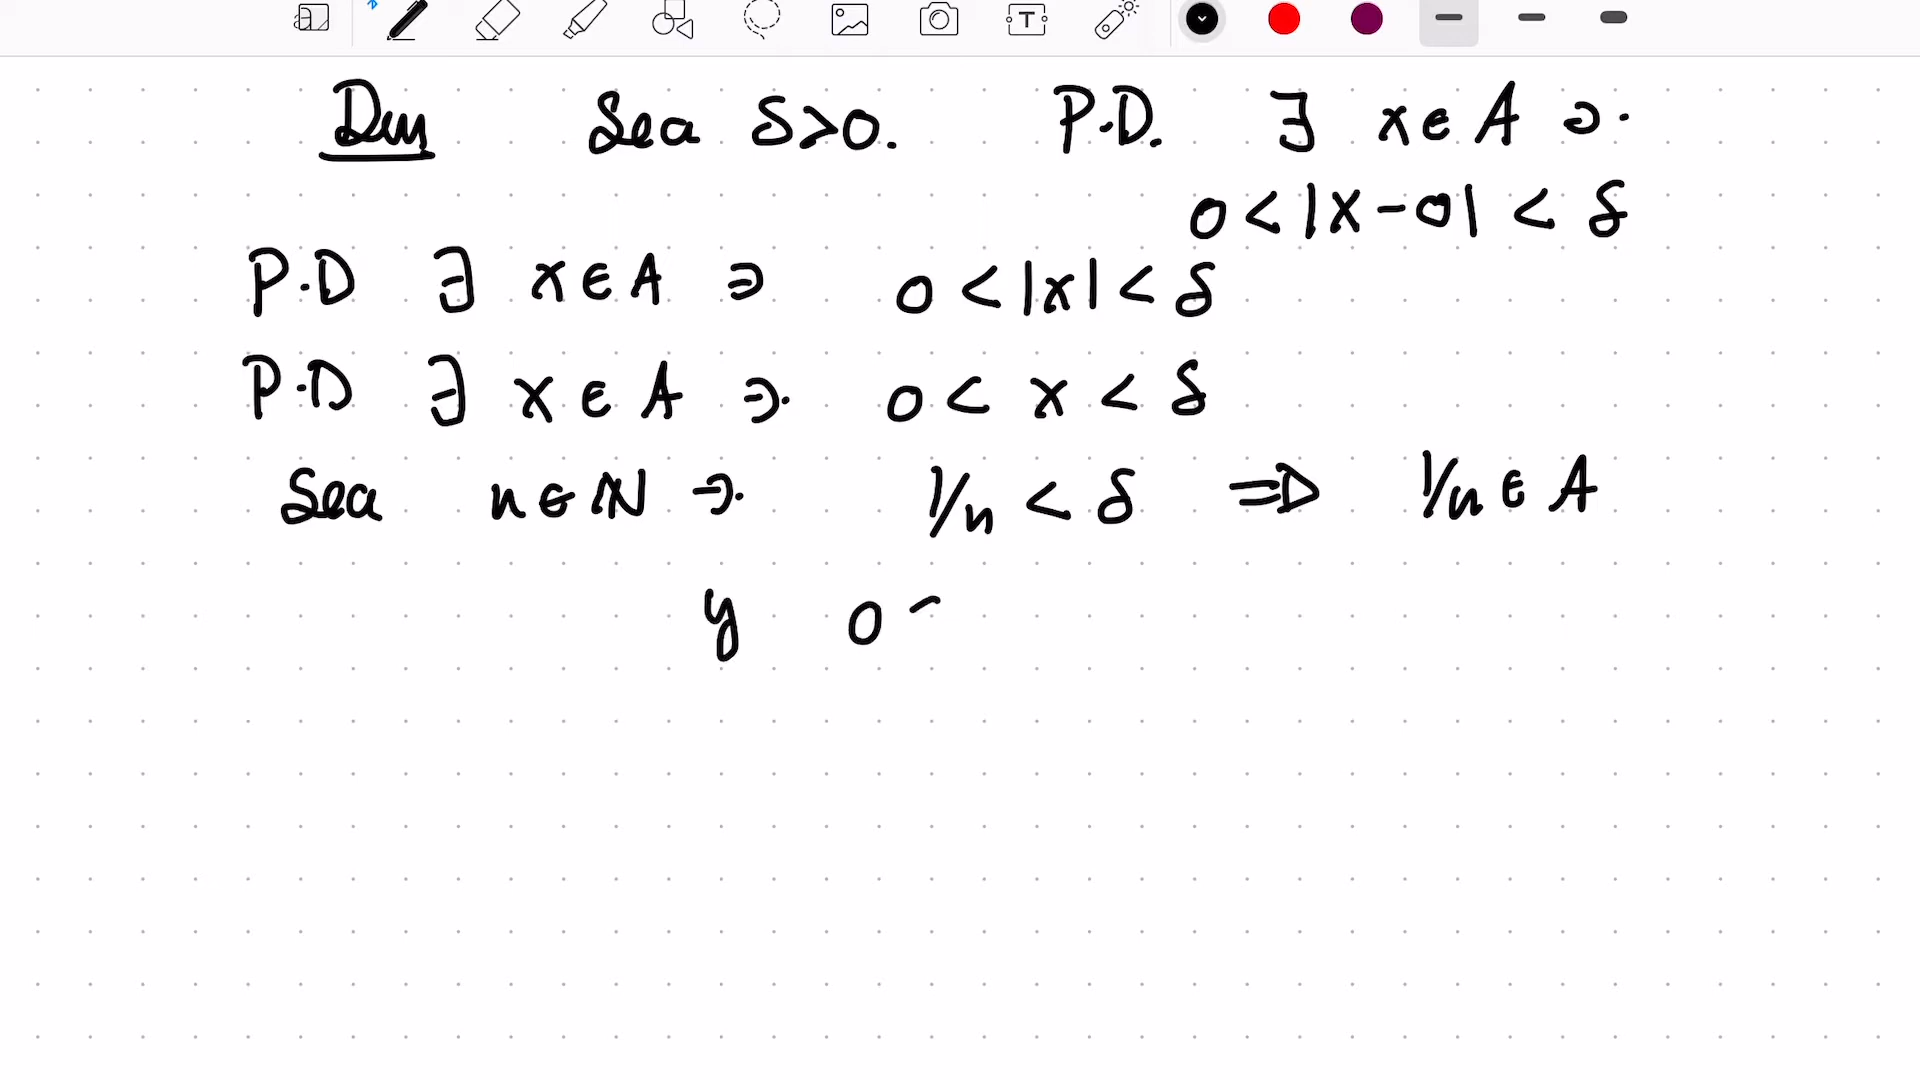 Dem Sea δ>0. P.D. ∃ x ∈ A ∋.
0 < |x - 0| < δ
P.D ∃ x ∈ A ∋ 0 < |x| < δ
P.D ∃ x ∈ A ∋. 0 < x < δ
Sea n ∈ ℕ ∋. 1/n < δ ⇒ 1/n ∈ A
y 0